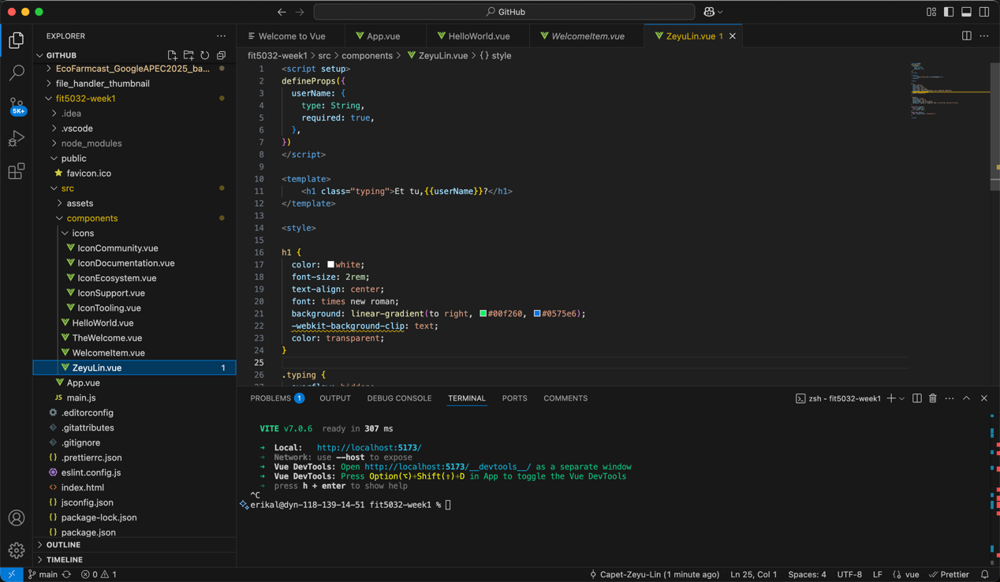 GitHub
EXPLORER
Welcome to Vue
App.vue
HelloWorld.vue
WelcomeItem.vue
ZeyuLin.vue 1
GITHUB
fit5032-week1 > src > components > ZeyuLin.vue > {} style
EcoFarmcast_GoogleAPEC2025_ba...
file_handler_thumbnail
fit5032-week1
.idea
.vscode
node_modules
public
favicon.ico
src
assets
components
icons
IconCommunity.vue
IconDocumentation.vue
IconEcosystem.vue
IconSupport.vue
IconTooling.vue
HelloWorld.vue
TheWelcome.vue
WelcomeItem.vue
ZeyuLin.vue 1
App.vue
JS main.js
.editorconfig
.gitattributes
.gitignore
{} .prettierrc.json
eslint.config.js
<> index.html
{} jsconfig.json
{} package-lock.json
{} package.json
OUTLINE
TIMELINE
5K+
1 <script setup>
2 defineProps({
3 userName: {
4 type: String,
5 required: true,
6 },
7 })
8 </script>
9
10 <template>
11 <h1 class="typing">Et tu,{{userName}}?</h1>
12 </template>
13
14 <style>
15
16 h1 {
17 color: white;
18 font-size: 2rem;
19 text-align: center;
20 font: times new roman;
21 background: linear-gradient(to right, #00f260, #0575e6);
22 -webkit-background-clip: text;
23 color: transparent;
24 }
25
26 .typing {
27 overflow: hidden;
PROBLEMS 1 OUTPUT DEBUG CONSOLE TERMINAL PORTS COMMENTS
zsh - fit5032-week1
VITE v7.0.6 ready in 307 ms
➜ Local: http://localhost:5173/
➜ Network: use --host to expose
➜ Vue DevTools: Open http://localhost:5173/__devtools__/ as a separate window
➜ Vue DevTools: Press Option(⌥)+Shift(⇧)+D in App to toggle the Vue DevTools
➜ press h + enter to show help
^C
erikal@dyn-118-139-14-51 fit5032-week1 %
main 0 1 Capet-Zeyu-Lin (1 minute ago) Ln 25, Col 1 Spaces: 4 UTF-8 LF {} vue Prettier